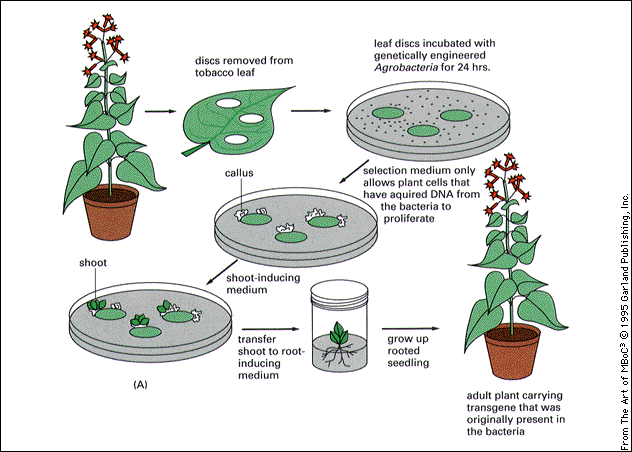 discs removed from
tobacco leaf
leaf discs incubated with
genetically engineered
Agrobacteria for 24 hrs.
callus
selection medium only
allows plant cells that
have aquired DNA from
the bacteria to
proliferate
shoot
shoot-inducing
medium
transfer
shoot to root-
inducing
medium
grow up
rooted
seedling
(A)
adult plant carrying
transgene that was
originally present in
the bacteria
From The Art of MBoC³ © 1995 Garland Publishing, Inc.